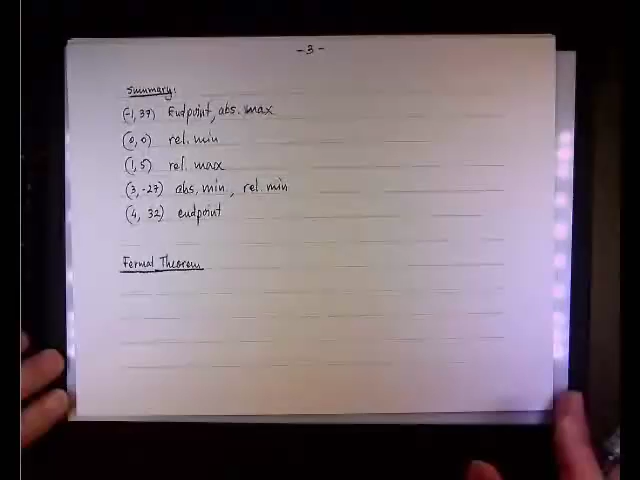 - 3 -
Summary:
(-1, 37) Endpoint, abs. max
(0, 0) rel. min
(1, 5) rel. max
(3, -27) abs. min, rel. min
(4, 32) endpoint
Fermat Theorem